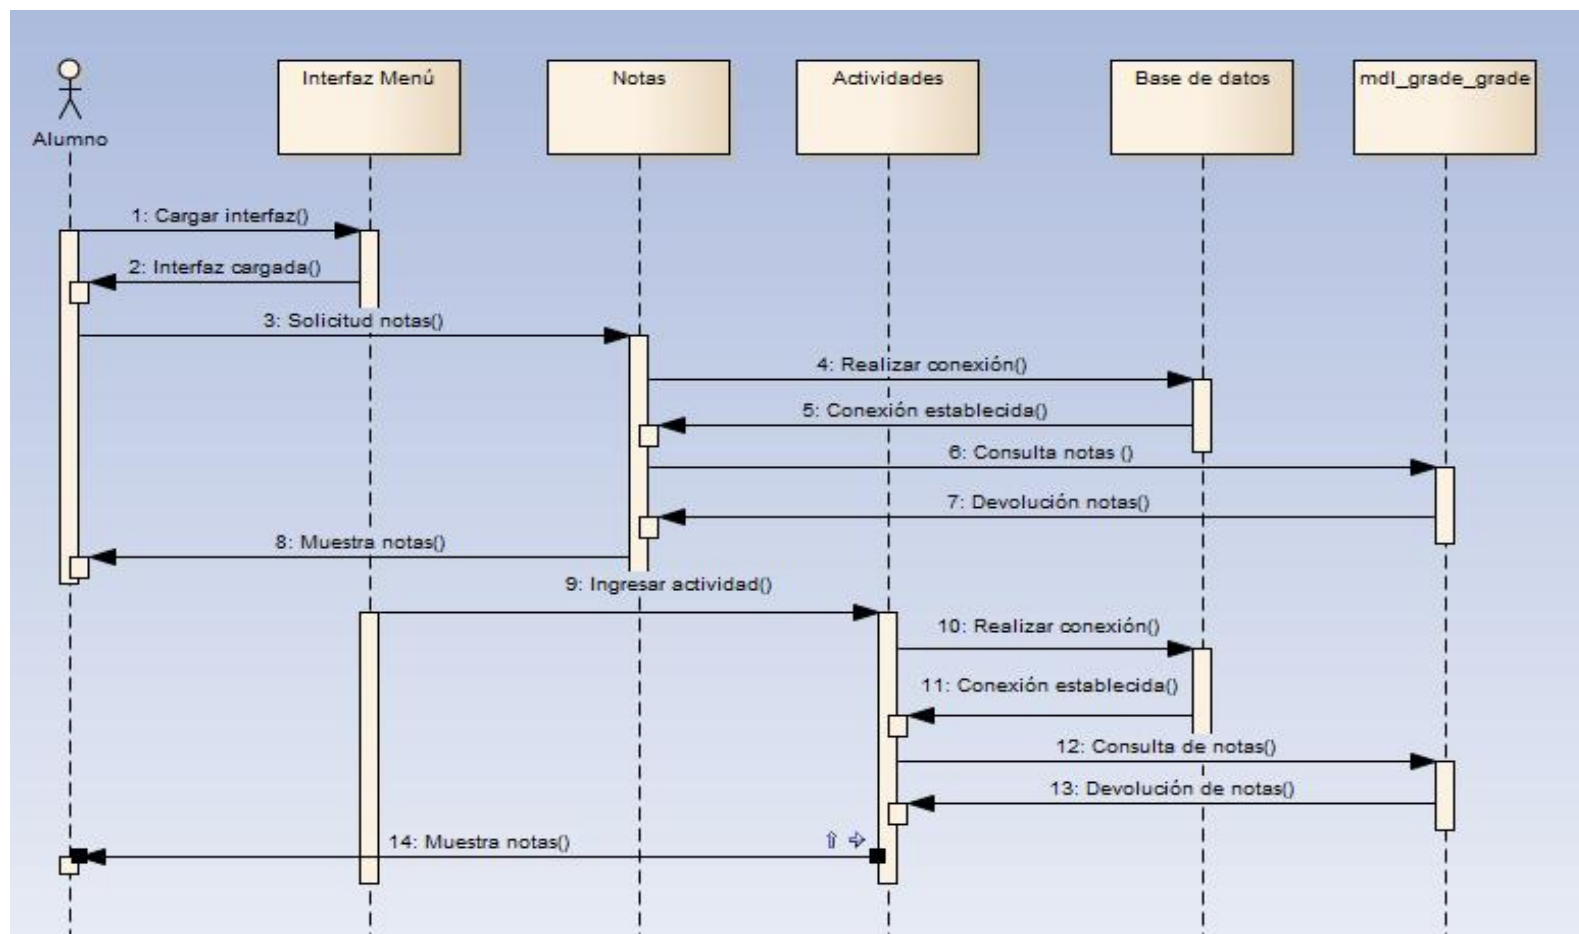 Interfaz Menú
Notas
Actividades
Base de datos
mdl_grade_grade
Alumno
1: Cargar interfaz()
2: Interfaz cargada()
3: Solicitud notas()
4: Realizar conexión()
5: Conexión establecida()
6: Consulta notas ()
7: Devolución notas()
8: Muestra notas()
9: Ingresar actividad()
10: Realizar conexión()
11: Conexión establecida()
12: Consulta de notas()
13: Devolución de notas()
14: Muestra notas()